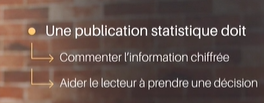 Une publication statistique doit
Commenter l'information chiffrée
Aider le lecteur à prendre une décision